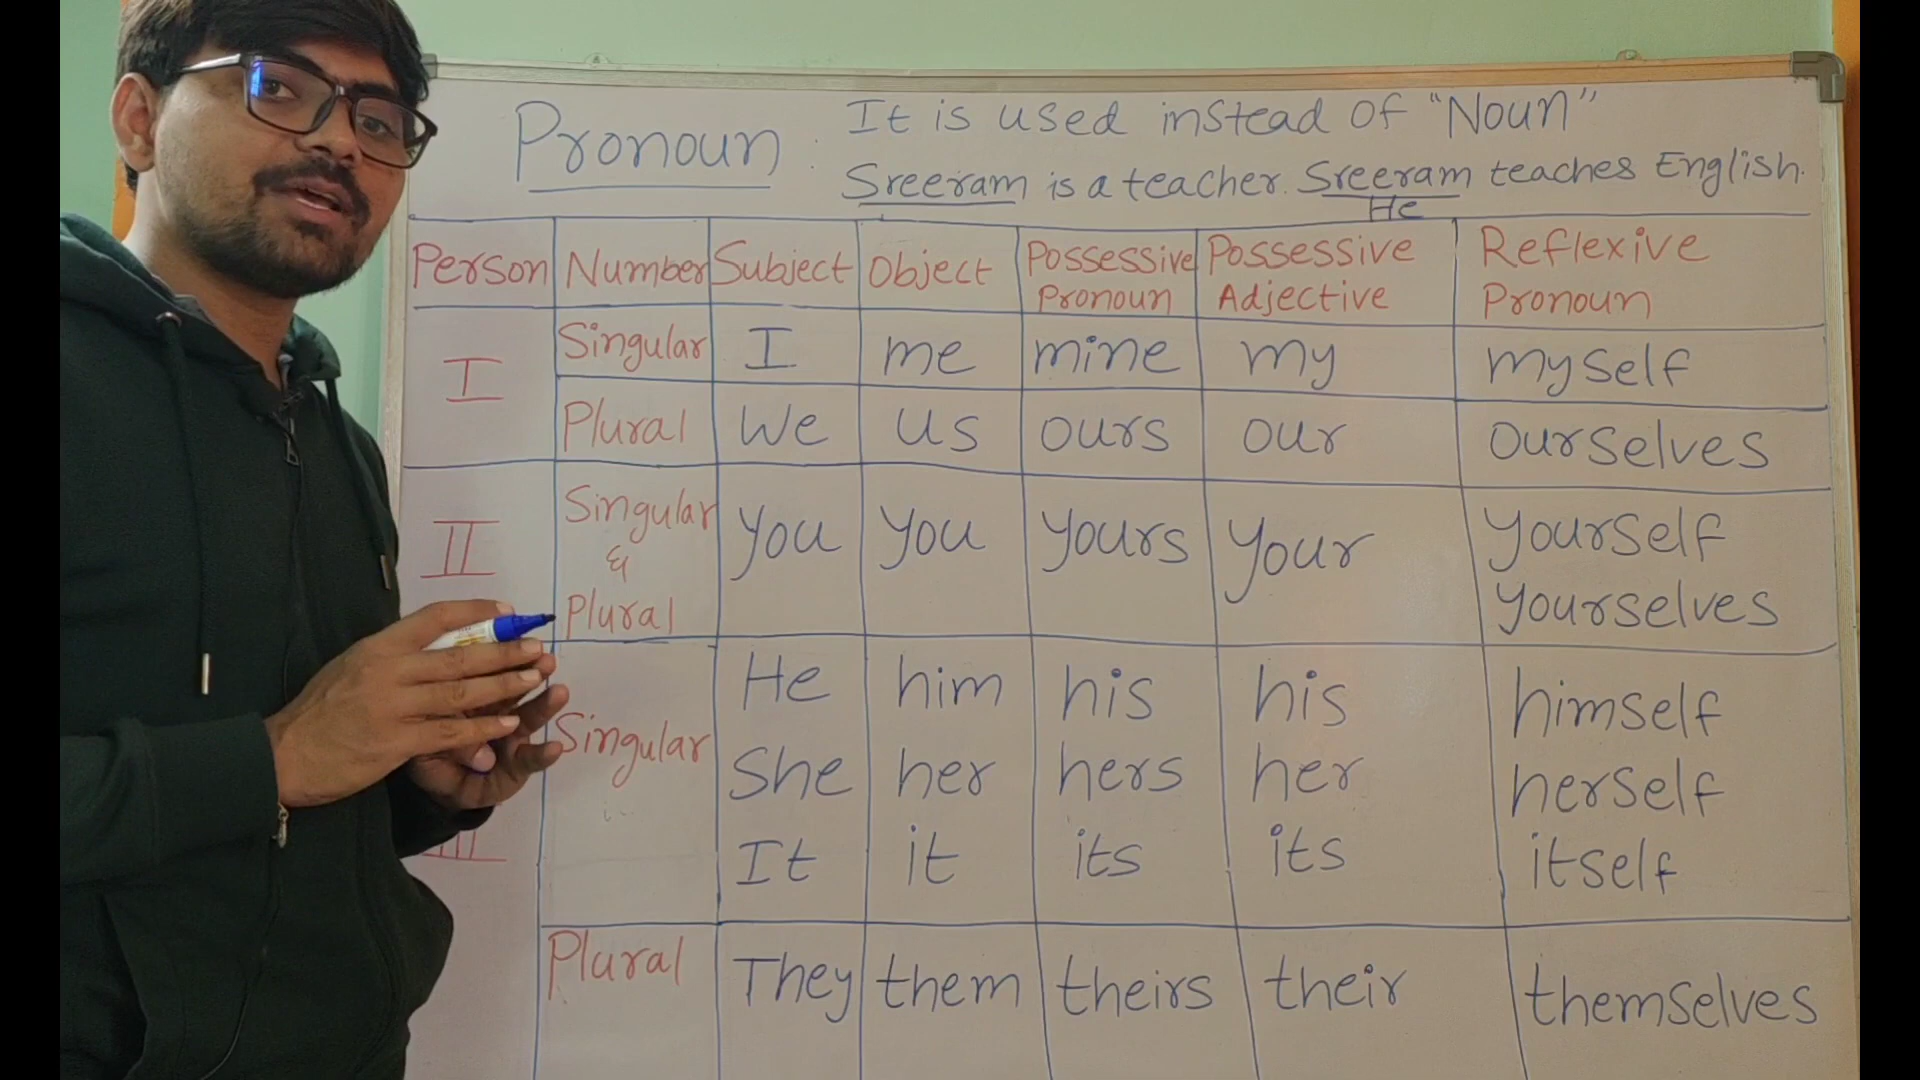 Pronoun : It is used instead of "Noun"
Sreeram is a teacher. Sreeram teaches English.
He
Person Number Subject Object Possessive Pronoun Possessive Adjective Reflexive Pronoun
I Singular I me mine my myself
Plural We us ours our ourselves
II Singular & Plural you you yours your yourself
yourselves
He him his his himself
Singular She her hers her herself
III It it its its itself
Plural They them theirs their themselves